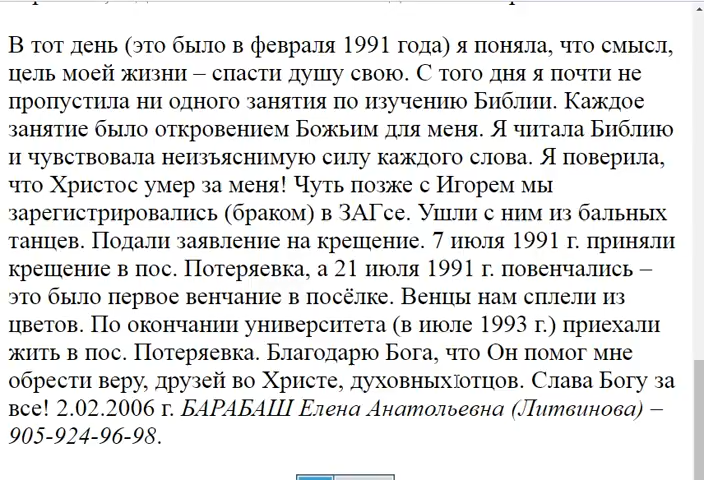 В тот день (это было в февраля 1991 года) я поняла, что смысл,
цель моей жизни – спасти душу свою. С того дня я почти не
пропустила ни одного занятия по изучению Библии. Каждое
занятие было откровением Божьим для меня. Я читала Библию
и чувствовала неизъяснимую силу каждого слова. Я поверила,
что Христос умер за меня! Чуть позже с Игорем мы
зарегистрировались (браком) в ЗАГсе. Ушли с ним из бальных
танцев. Подали заявление на крещение. 7 июля 1991 г. приняли
крещение в пос. Потеряевка, а 21 июля 1991 г. повенчались –
это было первое венчание в посёлке. Венцы нам сплели из
цветов. По окончании университета (в июле 1993 г.) приехали
жить в пос. Потеряевка. Благодарю Бога, что Он помог мне
обрести веру, друзей во Христе, духовных отцов. Слава Богу за
все! 2.02.2006 г. БАРАБАШ Елена Анатольевна (Литвинова) –
905-924-96-98.